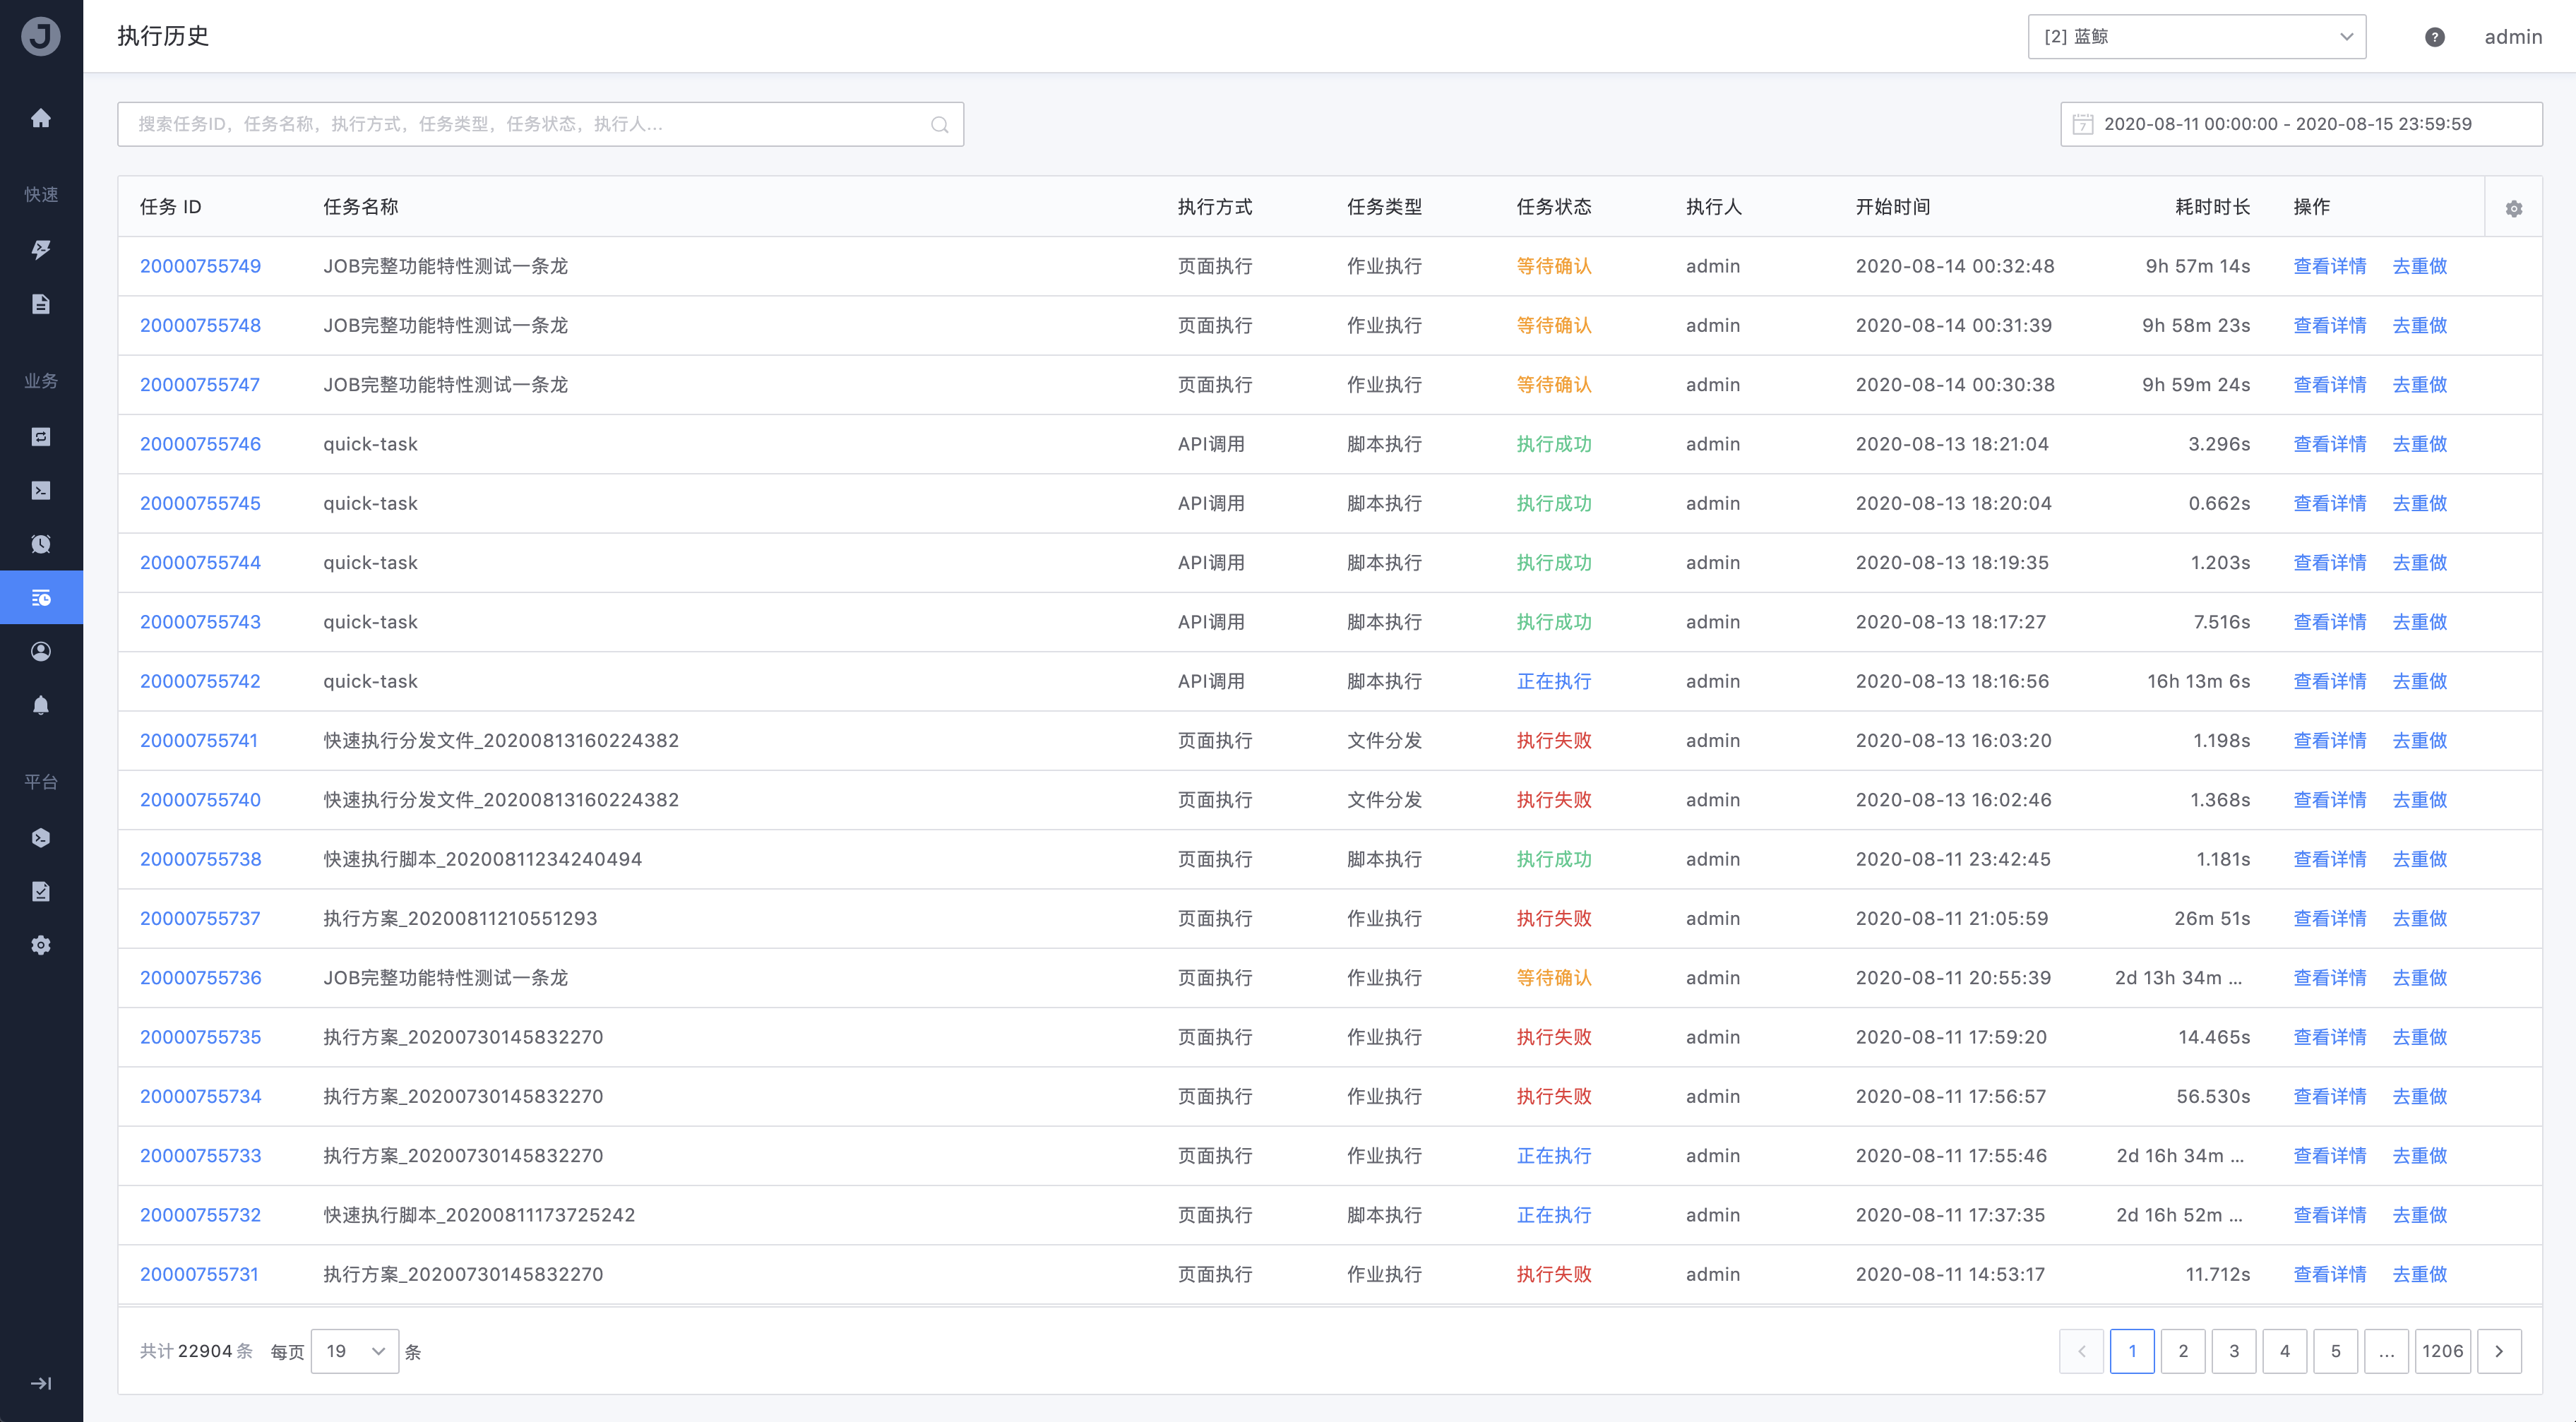 J
执行历史
[2] 蓝鲸
?
admin
搜索任务ID，任务名称，执行方式，任务类型，任务状态，执行人...
7
2020-08-11 00:00:00 - 2020-08-15 23:59:59
快速
业务
平台
任务 ID 任务名称 执行方式 任务类型 任务状态 执行人 开始时间 耗时时长 操作
20000755749 JOB完整功能特性测试一条龙 页面执行 作业执行 等待确认 admin 2020-08-14 00:32:48 9h 57m 14s 查看详情 去重做
20000755748 JOB完整功能特性测试一条龙 页面执行 作业执行 等待确认 admin 2020-08-14 00:31:39 9h 58m 23s 查看详情 去重做
20000755747 JOB完整功能特性测试一条龙 页面执行 作业执行 等待确认 admin 2020-08-14 00:30:38 9h 59m 24s 查看详情 去重做
20000755746 quick-task API调用 脚本执行 执行成功 admin 2020-08-13 18:21:04 3.296s 查看详情 去重做
20000755745 quick-task API调用 脚本执行 执行成功 admin 2020-08-13 18:20:04 0.662s 查看详情 去重做
20000755744 quick-task API调用 脚本执行 执行成功 admin 2020-08-13 18:19:35 1.203s 查看详情 去重做
20000755743 quick-task API调用 脚本执行 执行成功 admin 2020-08-13 18:17:27 7.516s 查看详情 去重做
20000755742 quick-task API调用 脚本执行 正在执行 admin 2020-08-13 18:16:56 16h 13m 6s 查看详情 去重做
20000755741 快速执行分发文件_20200813160224382 页面执行 文件分发 执行失败 admin 2020-08-13 16:03:20 1.198s 查看详情 去重做
20000755740 快速执行分发文件_20200813160224382 页面执行 文件分发 执行失败 admin 2020-08-13 16:02:46 1.368s 查看详情 去重做
20000755738 快速执行脚本_20200811234240494 页面执行 脚本执行 执行成功 admin 2020-08-11 23:42:45 1.181s 查看详情 去重做
20000755737 执行方案_20200811210551293 页面执行 作业执行 执行失败 admin 2020-08-11 21:05:59 26m 51s 查看详情 去重做
20000755736 JOB完整功能特性测试一条龙 页面执行 作业执行 等待确认 admin 2020-08-11 20:55:39 2d 13h 34m ... 查看详情 去重做
20000755735 执行方案_20200730145832270 页面执行 作业执行 执行失败 admin 2020-08-11 17:59:20 14.465s 查看详情 去重做
20000755734 执行方案_20200730145832270 页面执行 作业执行 执行失败 admin 2020-08-11 17:56:57 56.530s 查看详情 去重做
20000755733 执行方案_20200730145832270 页面执行 作业执行 正在执行 admin 2020-08-11 17:55:46 2d 16h 34m ... 查看详情 去重做
20000755732 快速执行脚本_20200811173725242 页面执行 脚本执行 正在执行 admin 2020-08-11 17:37:35 2d 16h 52m ... 查看详情 去重做
20000755731 执行方案_20200730145832270 页面执行 作业执行 执行失败 admin 2020-08-11 14:53:17 11.712s 查看详情 去重做
共计 22904 条 每页 19 条
1 2 3 4 5 ... 1206